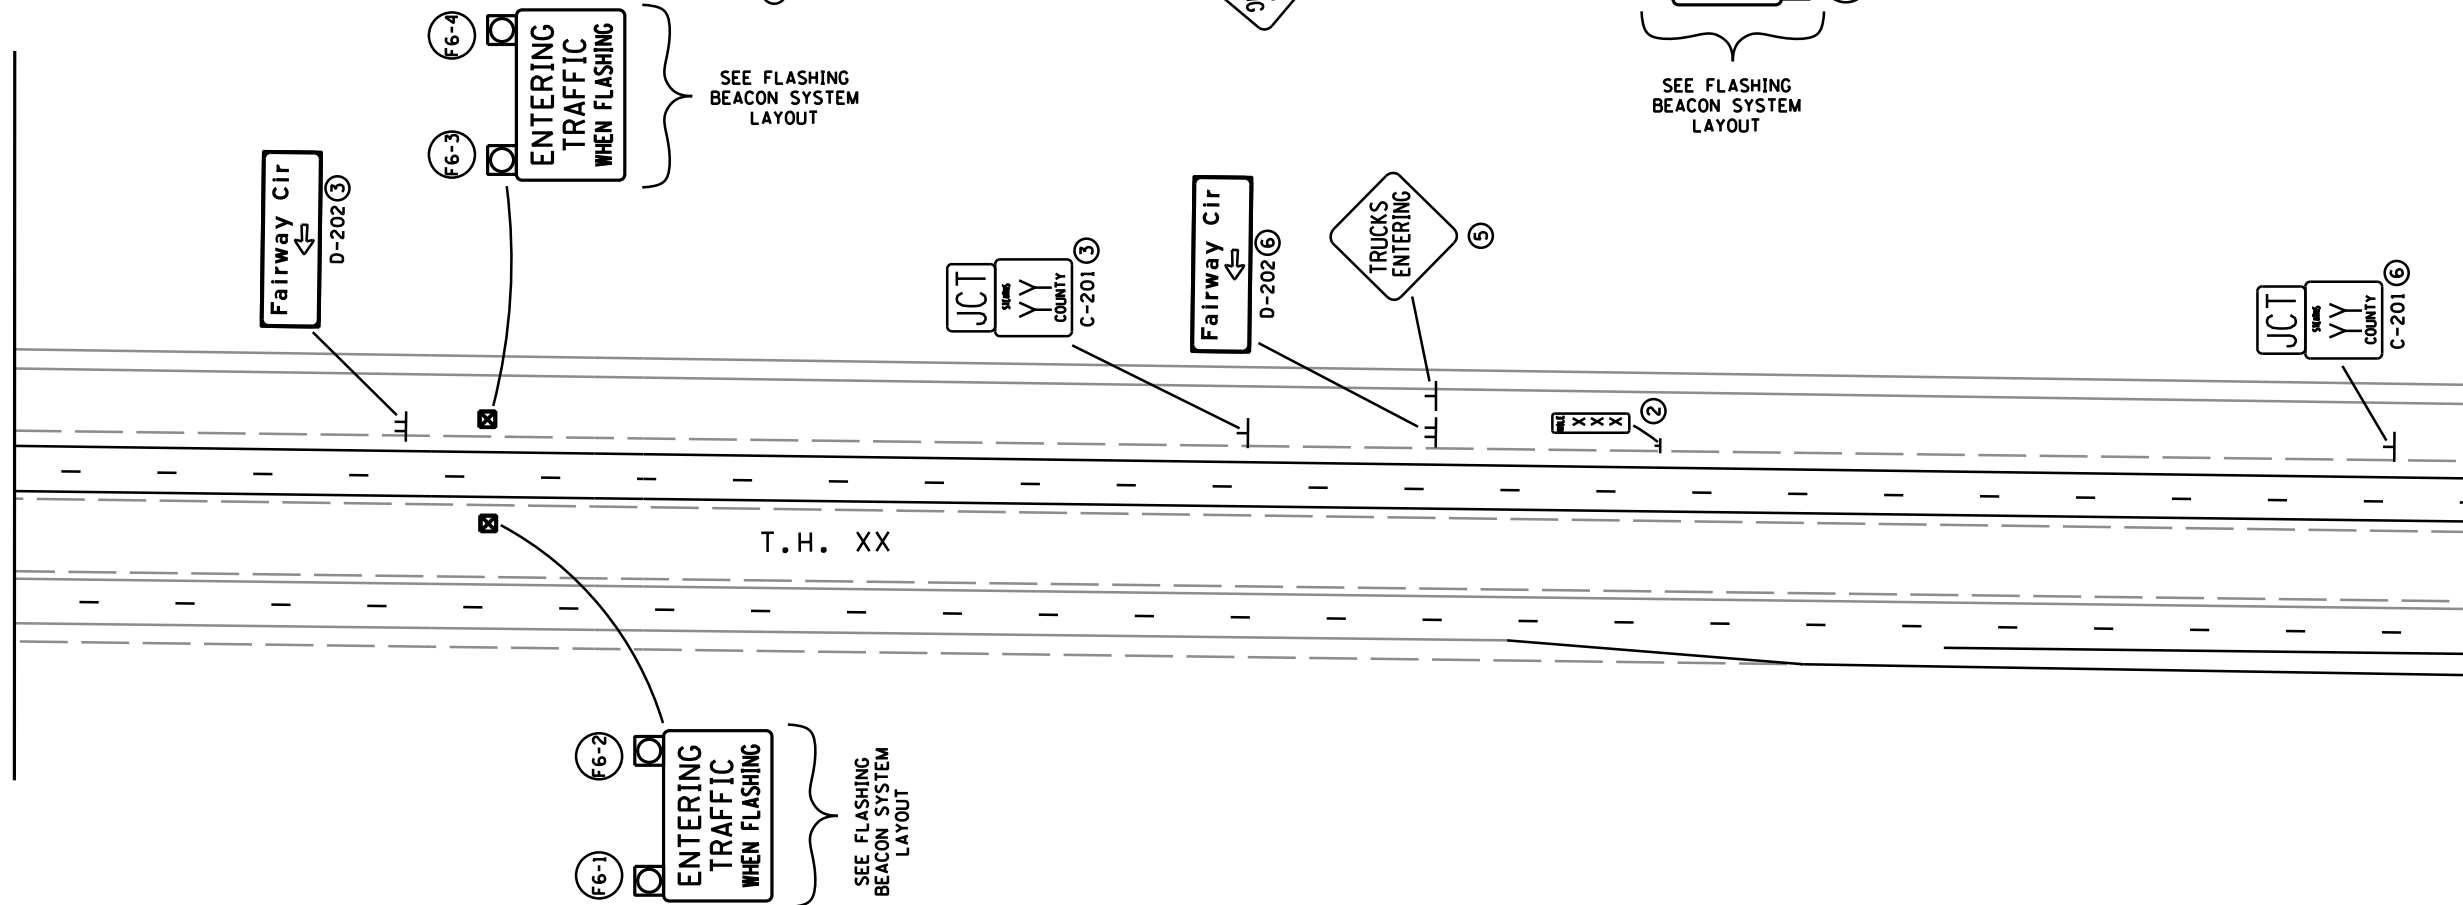 F6-4
F6-3
ENTERING
TRAFFIC
WHEN FLASHING
SEE FLASHING
BEACON SYSTEM
LAYOUT
SEE FLASHING
BEACON SYSTEM
LAYOUT
Fairway Cir
D-202 3
JCT
YY
COUNTY
C-201 3
Fairway Cir
D-202 6
TRUCKS
ENTERING
5
X X X
2
JCT
YY
COUNTY
C-201 6
T.H. XX
F6-2
F6-1
ENTERING
TRAFFIC
WHEN FLASHING
SEE FLASHING
BEACON SYSTEM
LAYOUT